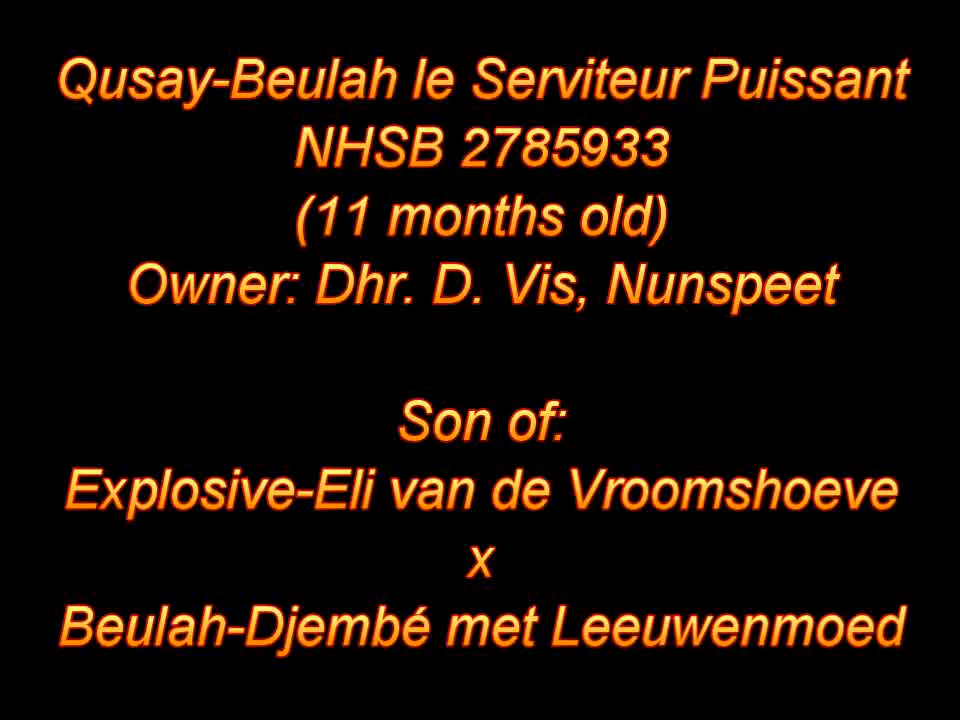 Qusay-Beulah le Serviteur Puissant
NHSB 2785933
(11 months old)
Owner: Dhr. D. Vis, Nunspeet
Son of:
Explosive-Eli van de Vroomshoeve
x
Beulah-Djembé met Leeuwenmoed